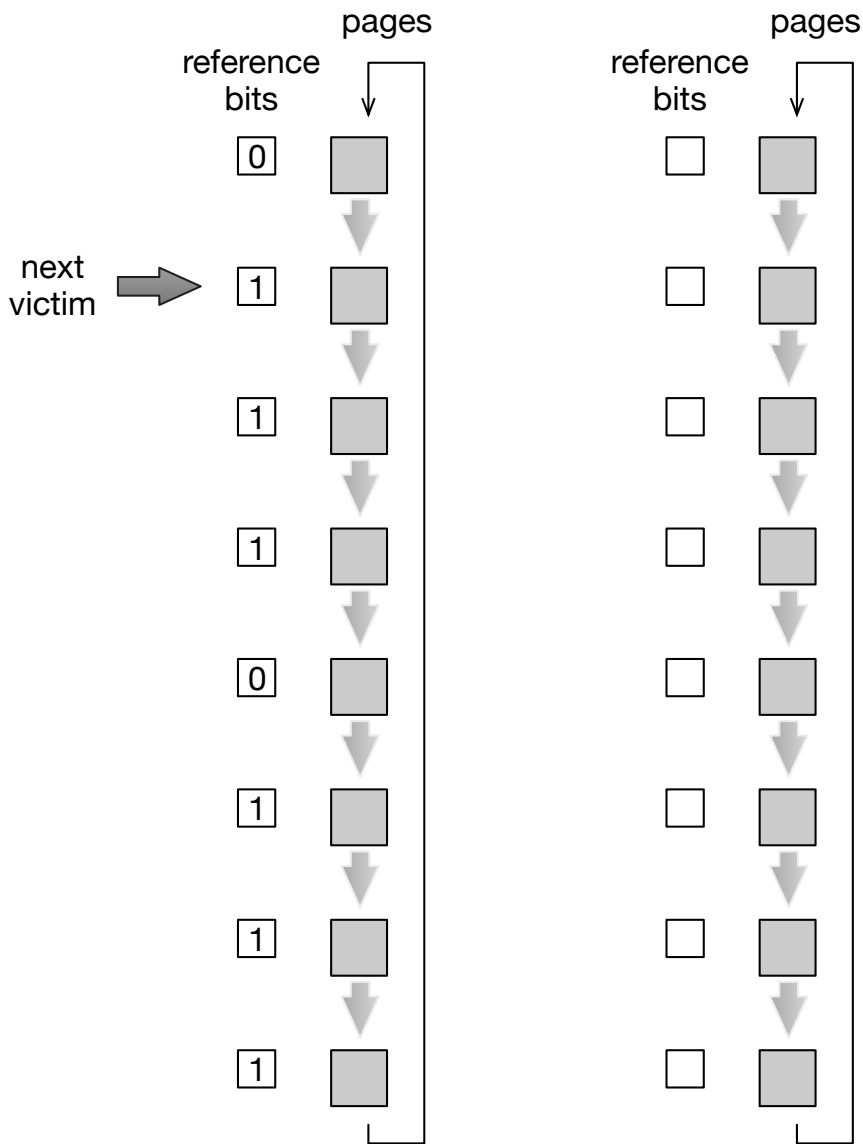 pages
reference
bits
0
next
victim
1
1
1
0
1
1
1
pages
reference
bits